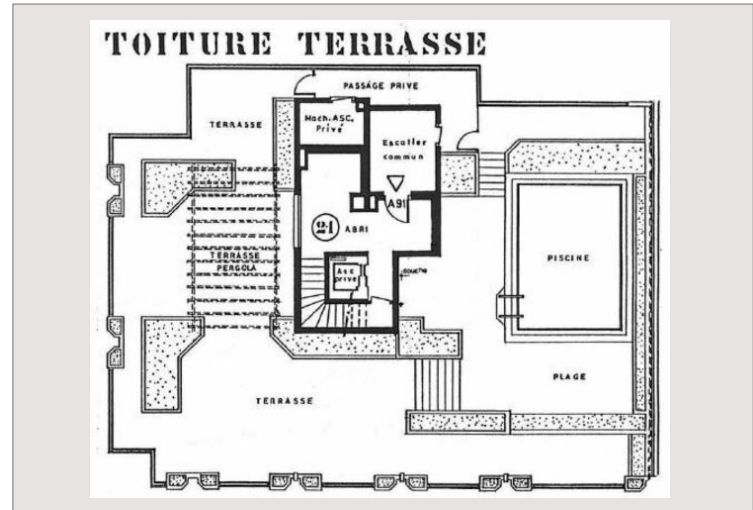 TOITURE TERRASSE
PASSAGE PRIVE
TERRASSE
Mach. ASC.
Privé
Escalier
commun
A91
21
ABRI
TERRASSE
PERGOLA
Asc
privé
douche
PISCINE
PLAGE
TERRASSE